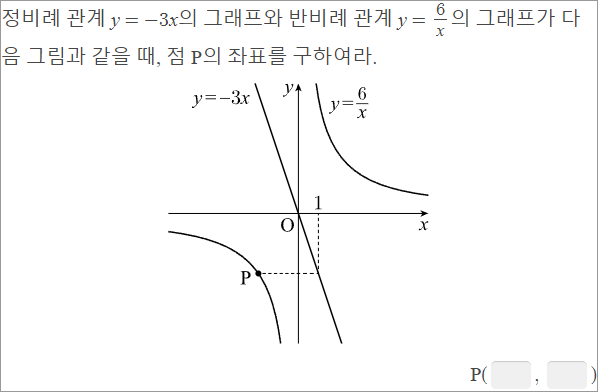 정비례 관계 y = −3x의 그래프와 반비례 관계 y = 6/x 의 그래프가 다
음 그림과 같을 때, 점 P의 좌표를 구하여라.
y=−3x
y
y=6/x
1
O
x
P
P( , )